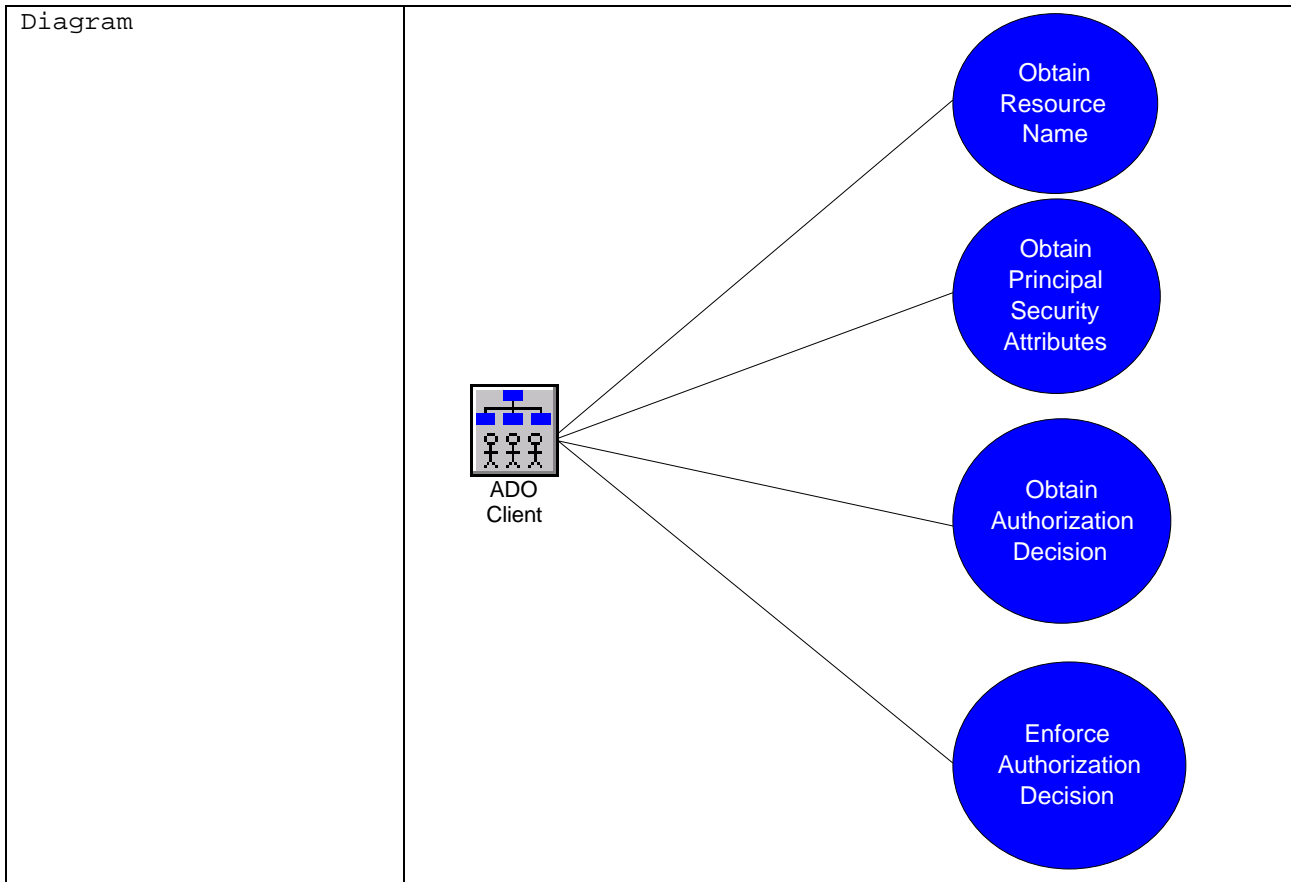 Diagram
Obtain
Resource
Name
Obtain
Principal
Security
Attributes
ADO
Client
Obtain
Authorization
Decision
Enforce
Authorization
Decision